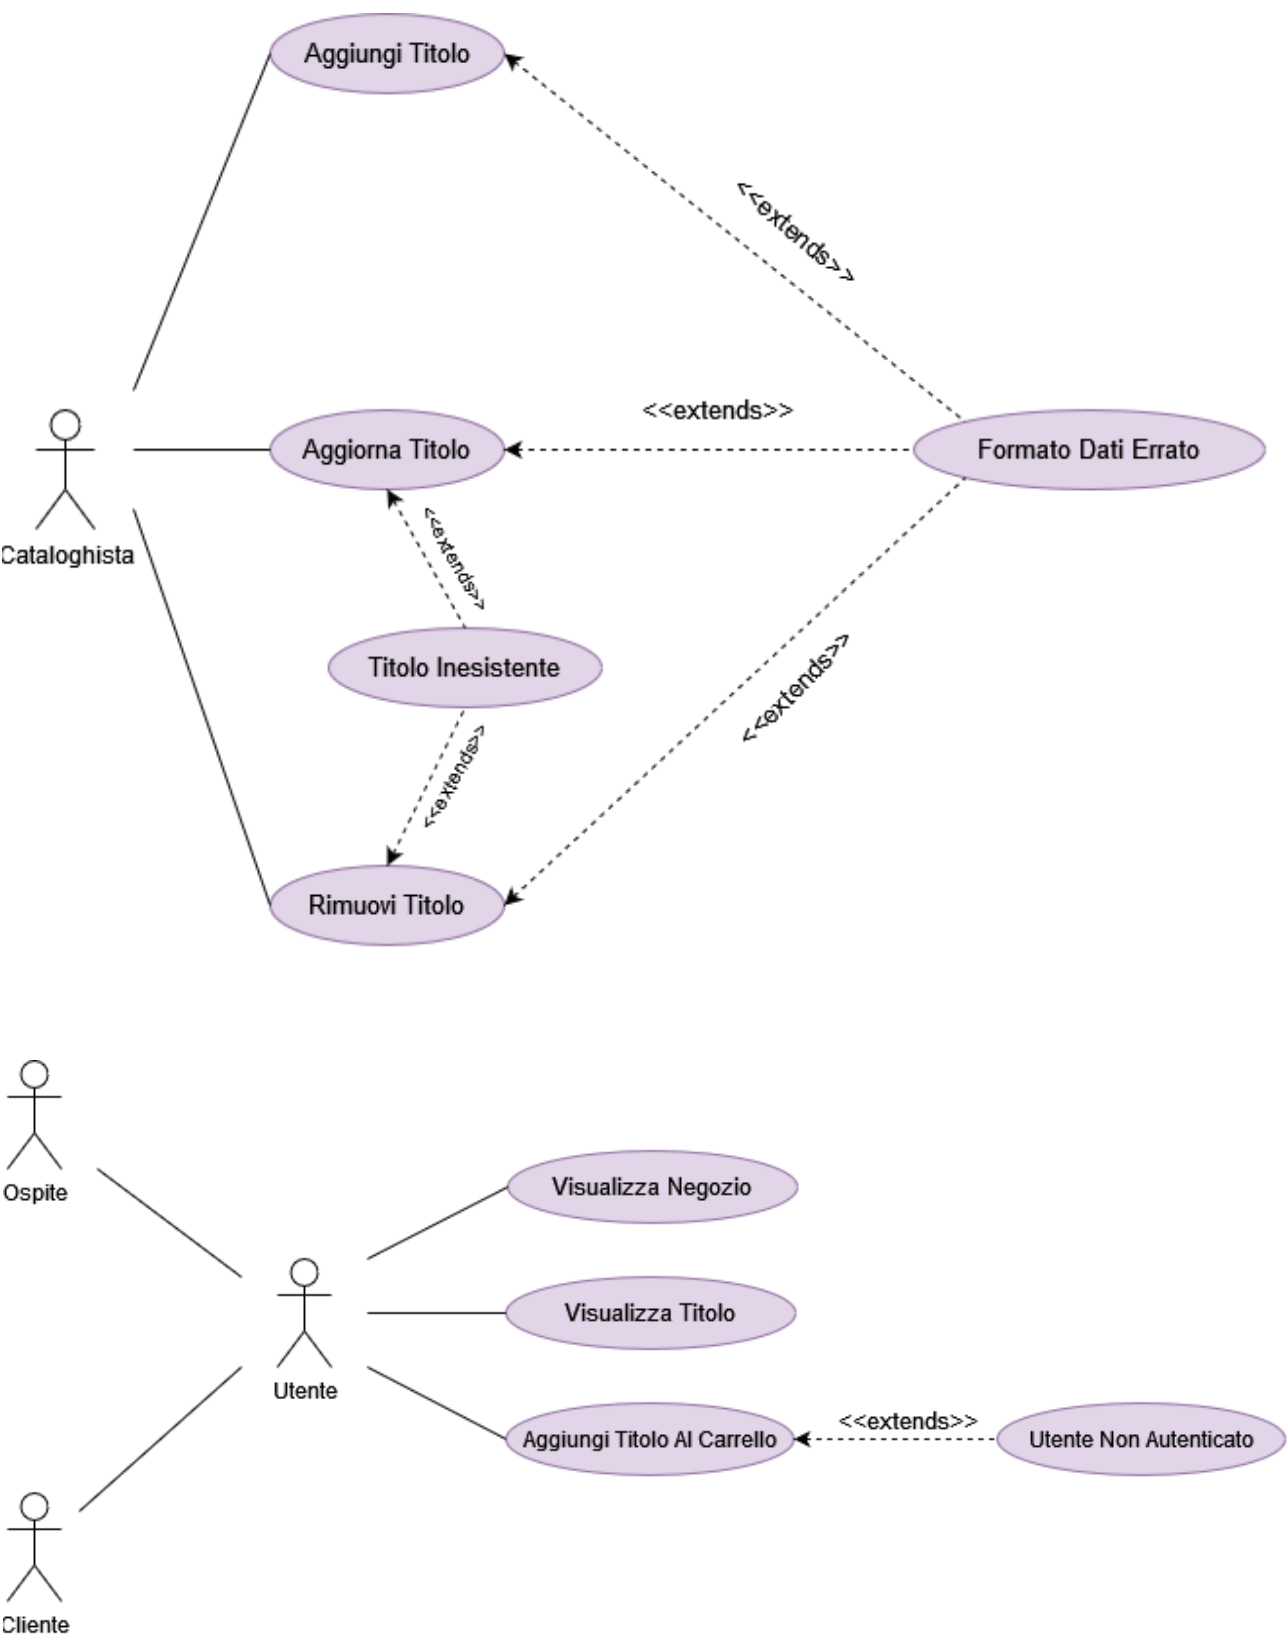 Aggiungi Titolo
<<extends>>
<<extends>>
Aggiorna Titolo
Formato Dati Errato
<<extends>>
Cataloghista
Titolo Inesistente
<<extends>>
<<extends>>
Rimuovi Titolo
Ospite
Visualizza Negozio
Visualizza Titolo
Utente
<<extends>>
Aggiungi Titolo Al Carrello
Utente Non Autenticato
Cliente